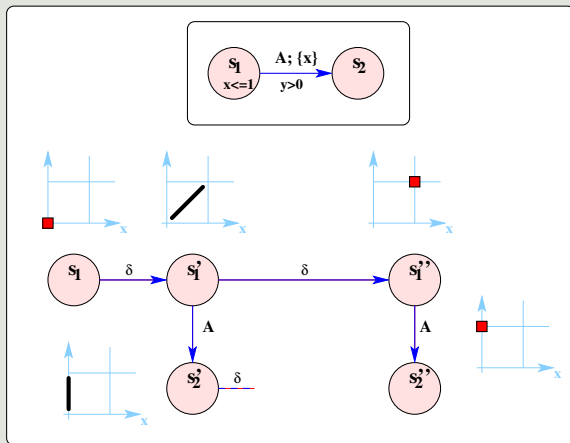 s1 A; {x} s2
x<=1 y>0
x x x
s1 δ s1' δ s1''
A A
x
s2' δ s2''
x